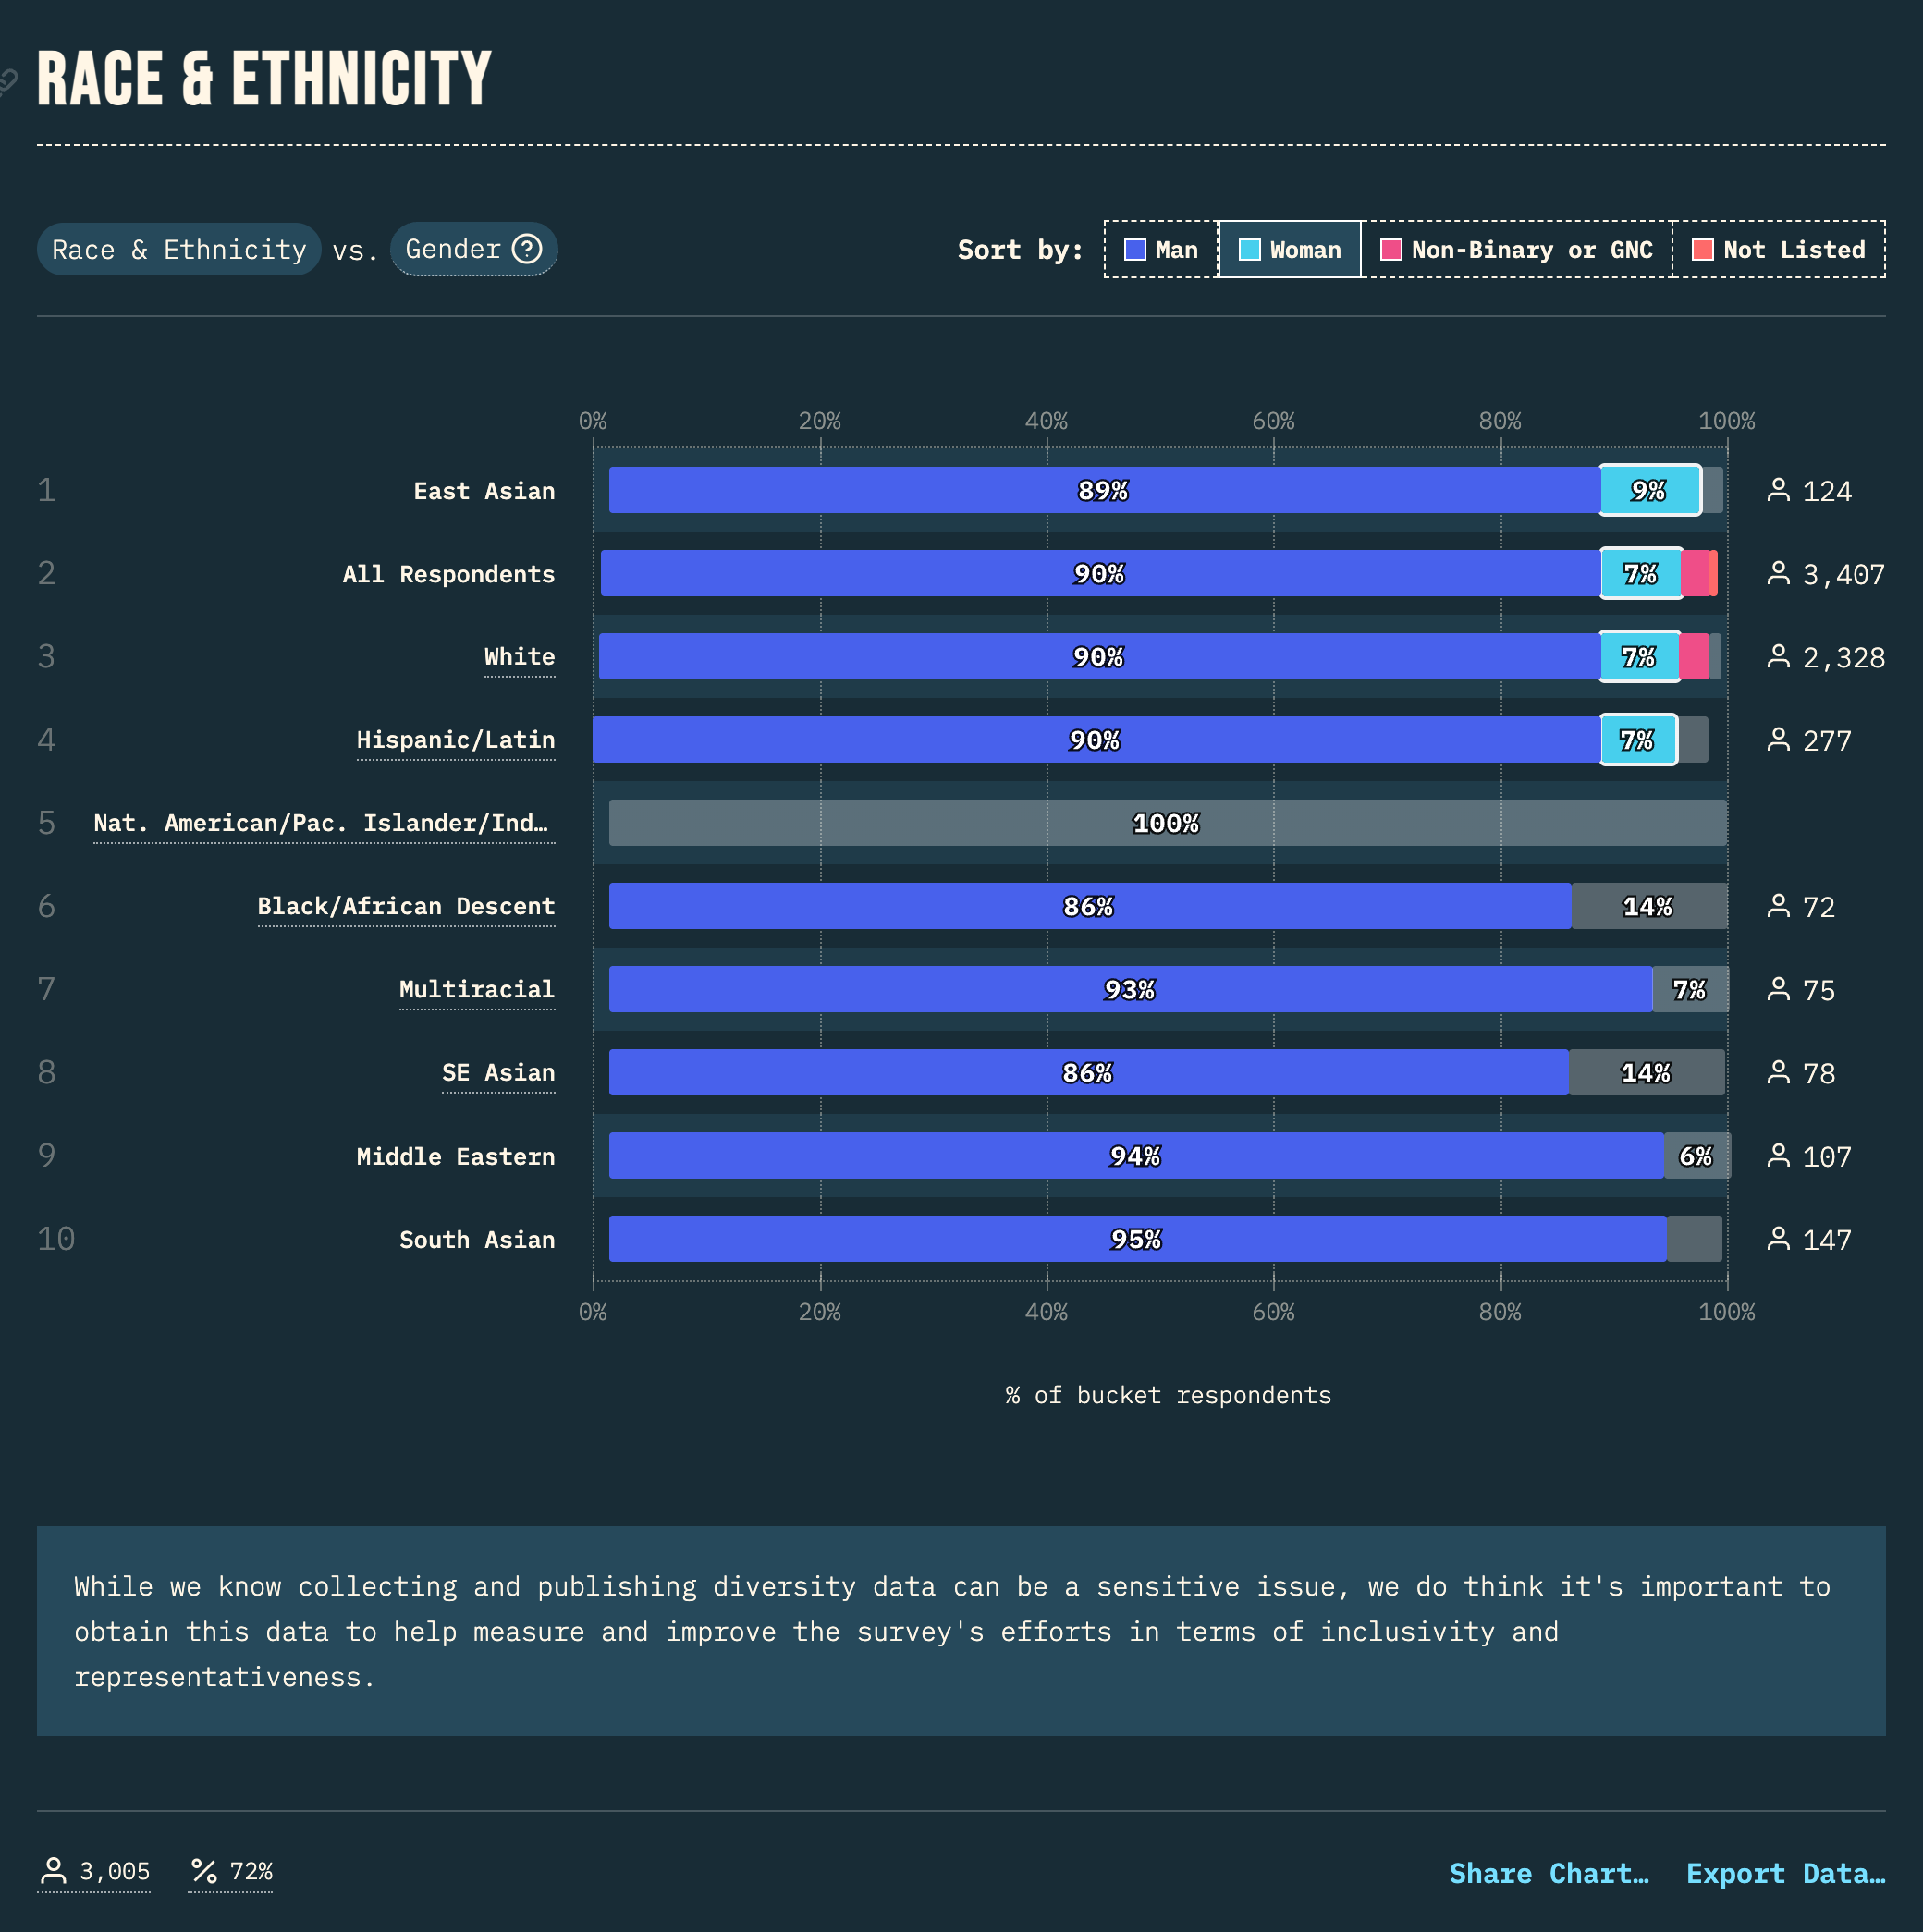 RACE & ETHNICITY
Race & Ethnicity vs. Gender ?
Sort by: Man Woman Non-Binary or GNC Not Listed
0% 20% 40% 60% 80% 100%
1 East Asian 89% 9% 124
2 All Respondents 90% 7% 3,407
3 White 90% 7% 2,328
4 Hispanic/Latin 90% 7% 277
5 Nat. American/Pac. Islander/Ind… 100%
6 Black/African Descent 86% 14% 72
7 Multiracial 93% 7% 75
8 SE Asian 86% 14% 78
9 Middle Eastern 94% 6% 107
10 South Asian 95% 147
0% 20% 40% 60% 80% 100%
% of bucket respondents
While we know collecting and publishing diversity data can be a sensitive issue, we do think it's important to
obtain this data to help measure and improve the survey's efforts in terms of inclusivity and
representativeness.
3,005 % 72% Share Chart… Export Data…